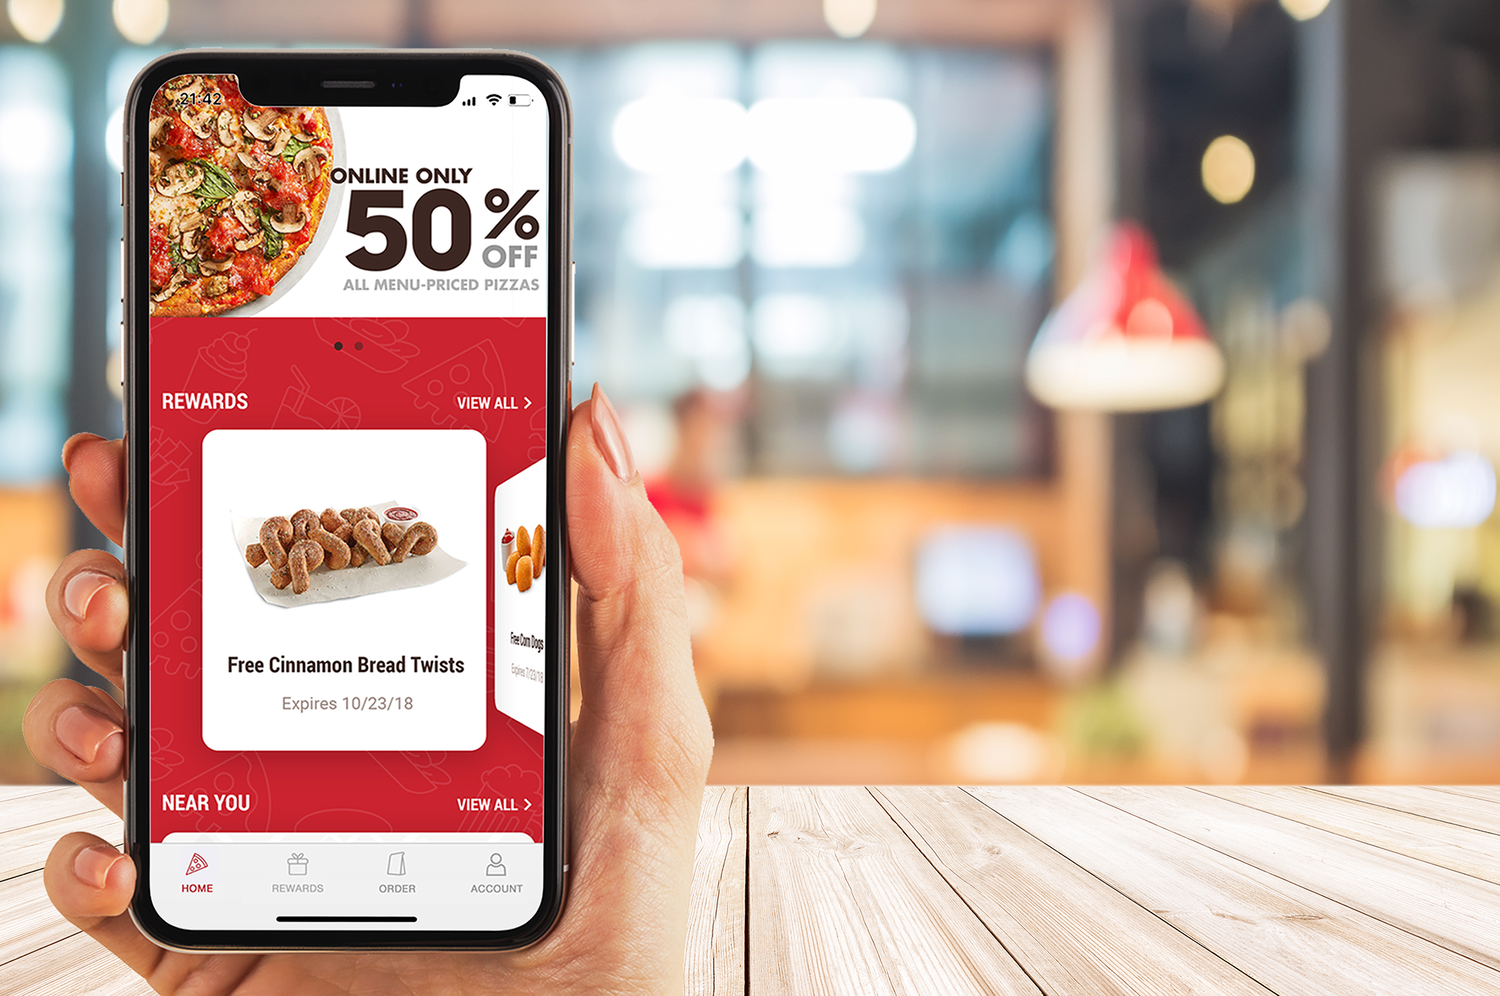 21:42
ONLINE ONLY
50%
OFF
ALL MENU-PRICED PIZZAS
REWARDS
VIEW ALL >
Free Cinnamon Bread Twists
Expires 10/23/18
Free Corn Dogs
Expires 7/23/18
NEAR YOU
VIEW ALL >
HOME
REWARDS
ORDER
ACCOUNT